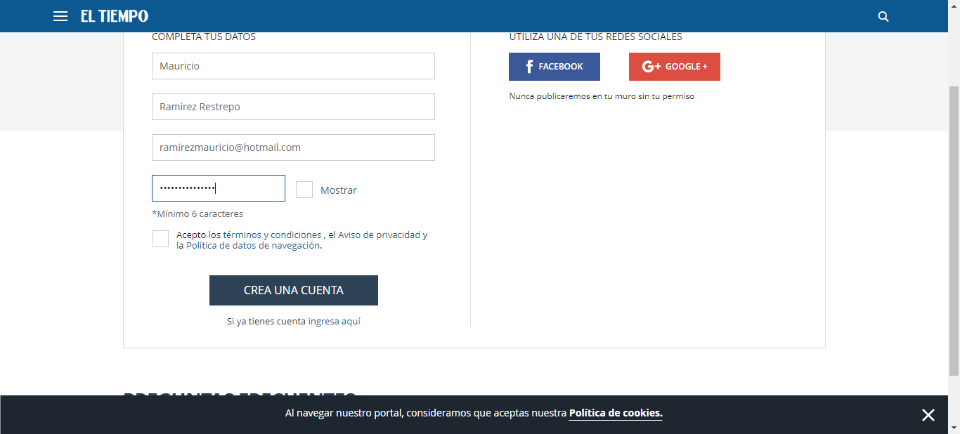 EL TIEMPO
COMPLETA TUS DATOS
Mauricio
Ramirez Restrepo
ramirezmauricio@hotmail.com
•••••••••••••••
Mostrar
*Mínimo 6 caracteres
Acepto los términos y condiciones , el Aviso de privacidad y
la Política de datos de navegación.
CREA UNA CUENTA
Si ya tienes cuenta ingresa aquí
UTILIZA UNA DE TUS REDES SOCIALES
f FACEBOOK
G+ GOOGLE +
Nunca publicaremos en tu muro sin tu permiso
PREGUNTAS FRECUENTES
Al navegar nuestro portal, consideramos que aceptas nuestra Política de cookies.